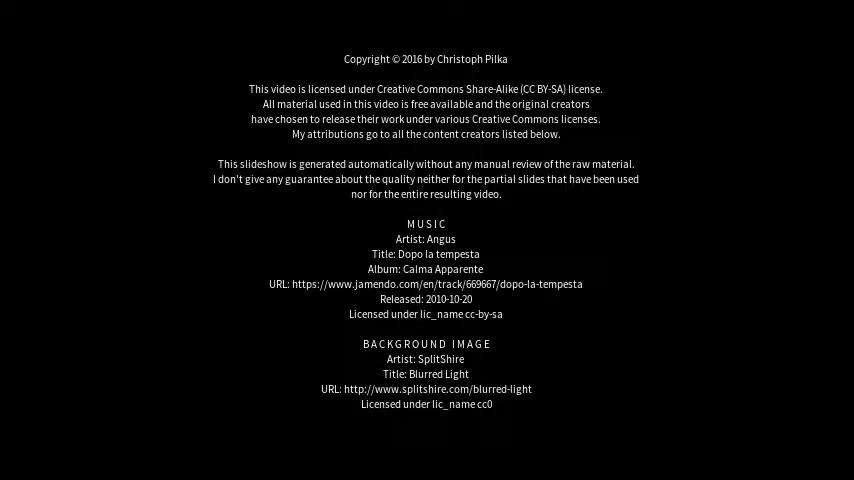 Copyright © 2016 by Christoph Pilka
This video is licensed under Creative Commons Share-Alike (CC BY-SA) license.
All material used in this video is free available and the original creators
have chosen to release their work under various Creative Commons licenses.
My attributions go to all the content creators listed below.
This slideshow is generated automatically without any manual review of the raw material.
I don't give any guarantee about the quality neither for the partial slides that have been used
nor for the entire resulting video.
MUSIC
Artist: Angus
Title: Dopo la tempesta
Album: Calma Apparente
URL: https://www.jamendo.com/en/track/669667/dopo-la-tempesta
Released: 2010-10-20
Licensed under lic_name cc-by-sa
BACKGROUND IMAGE
Artist: SplitShire
Title: Blurred Light
URL: http://www.splitshire.com/blurred-light
Licensed under lic_name cc0